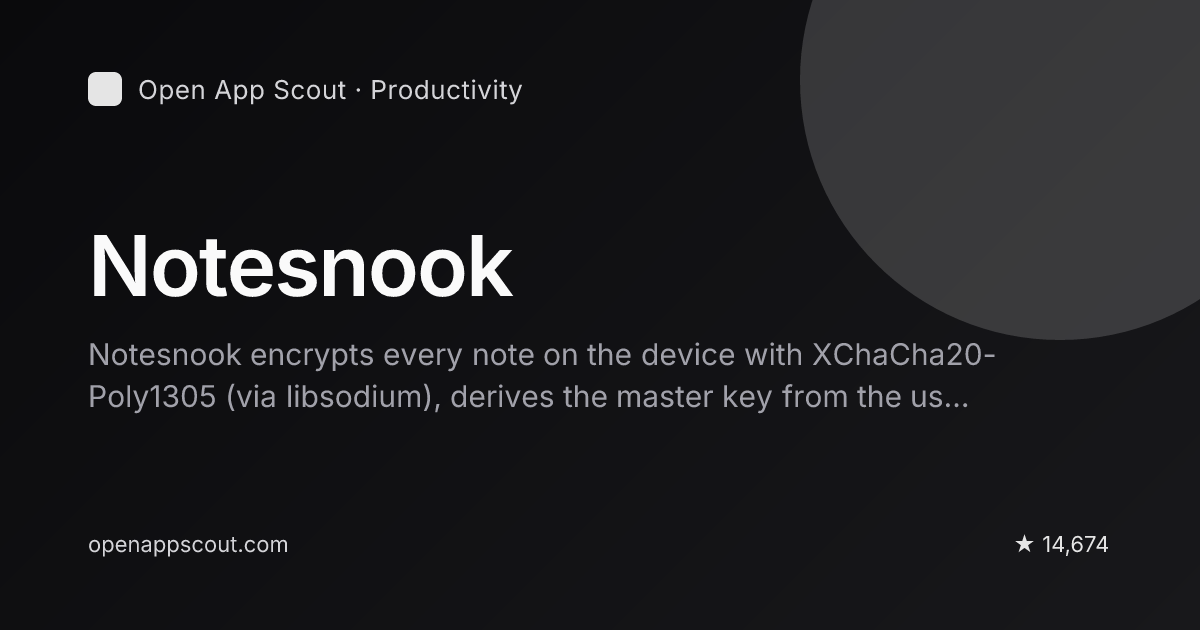 Open App Scout · Productivity
Notesnook
Notesnook encrypts every note on the device with XChaCha20-
Poly1305 (via libsodium), derives the master key from the us...
openappscout.com
★ 14,674